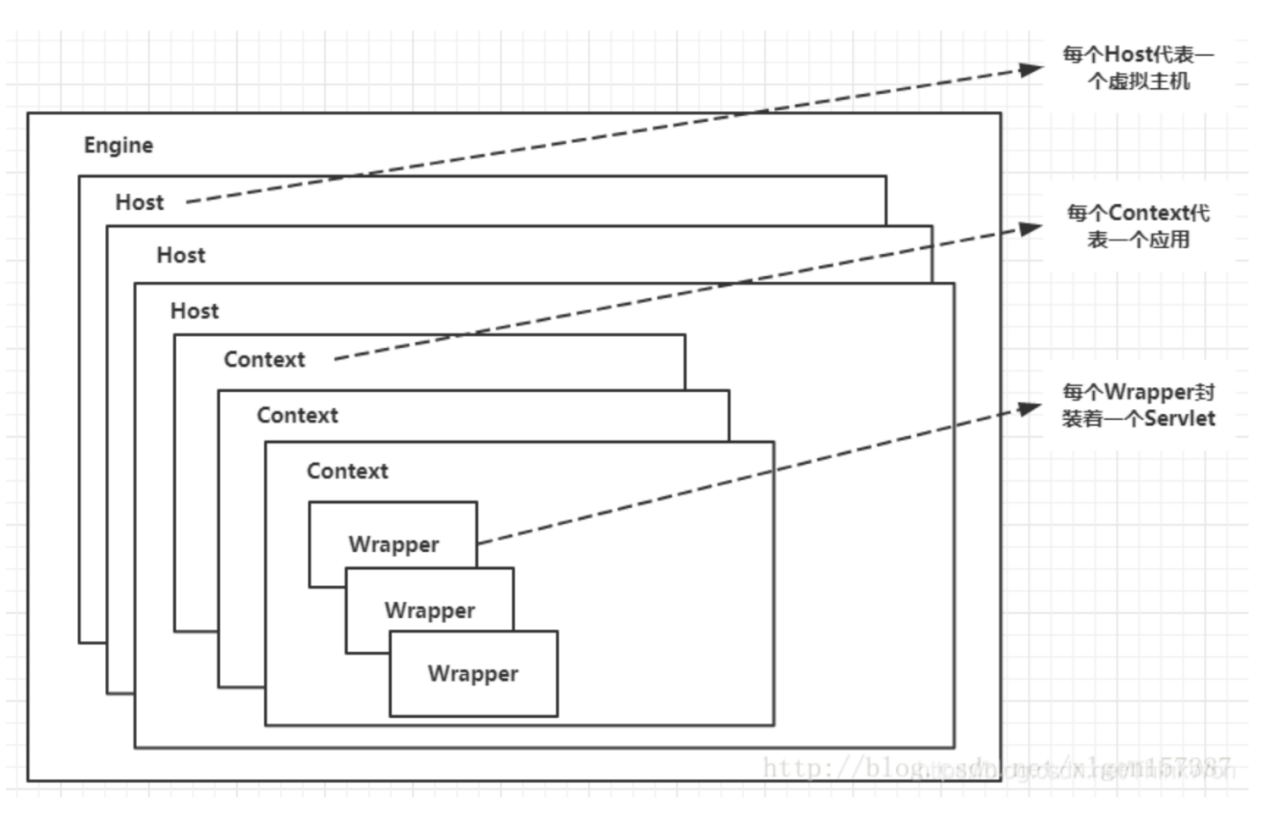 每个Host代表一
个虚拟主机
Engine
Host
Host
每个Context代
表一个应用
Host
Context
每个Wrapper封
装着一个Servlet
Context
Context
Wrapper
Wrapper
Wrapper
http://blog.